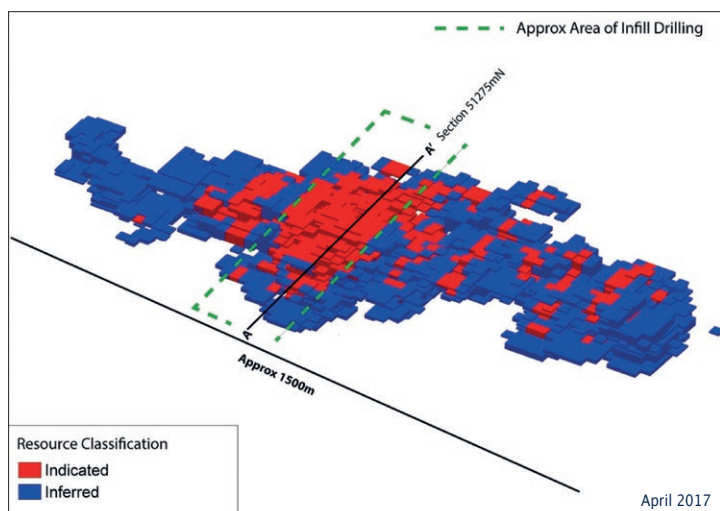 Approx Area of Infill Drilling
A' Section 51275mN
A
Approx 1500m
Resource Classification
Indicated
Inferred
April 2017